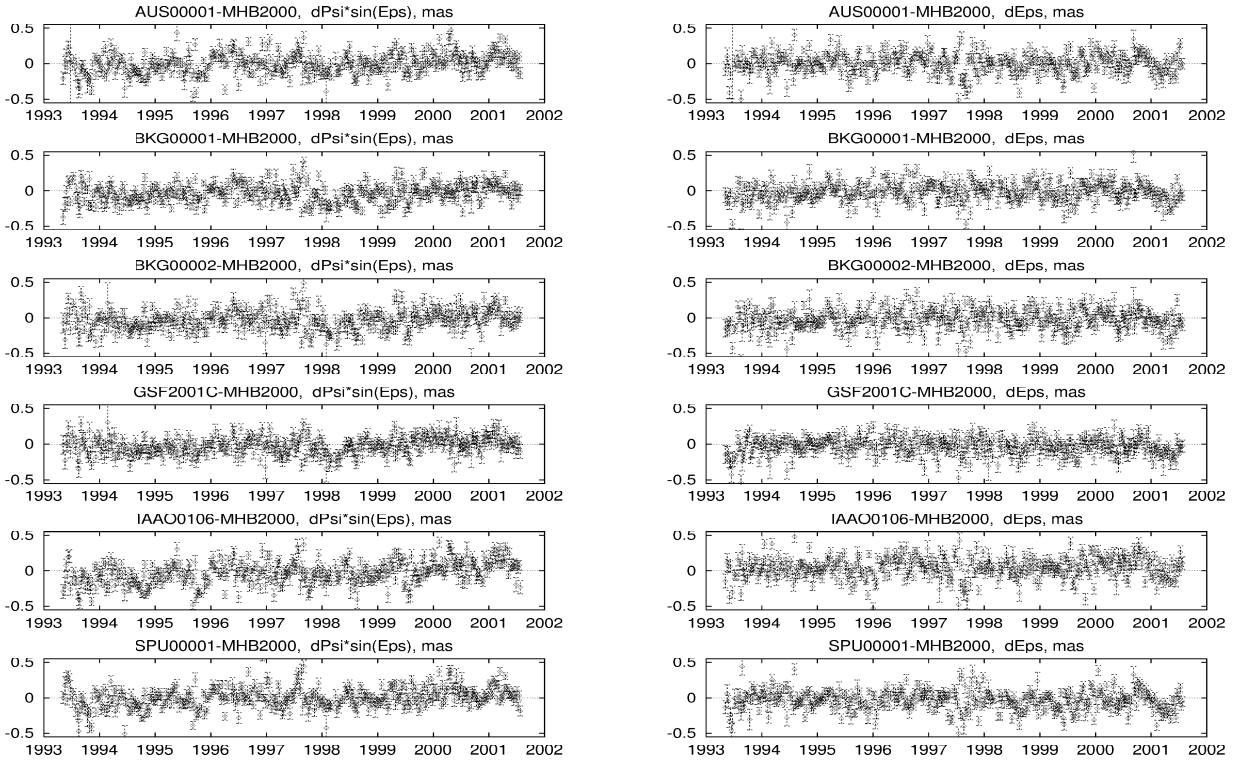 AUS00001-MHB2000, dPsi*sin(Eps), mas
0.5
0
-0.5
1993 1994 1995 1996 1997 1998 1999 2000 2001 2002
AUS00001-MHB2000, dEps, mas
0.5
0
-0.5
1993 1994 1995 1996 1997 1998 1999 2000 2001 2002
BKG00001-MHB2000, dPsi*sin(Eps), mas
0.5
0
-0.5
1993 1994 1995 1996 1997 1998 1999 2000 2001 2002
BKG00001-MHB2000, dEps, mas
0.5
0
-0.5
1993 1994 1995 1996 1997 1998 1999 2000 2001 2002
BKG00002-MHB2000, dPsi*sin(Eps), mas
0.5
0
-0.5
1993 1994 1995 1996 1997 1998 1999 2000 2001 2002
BKG00002-MHB2000, dEps, mas
0.5
0
-0.5
1993 1994 1995 1996 1997 1998 1999 2000 2001 2002
GSF2001C-MHB2000, dPsi*sin(Eps), mas
0.5
0
-0.5
1993 1994 1995 1996 1997 1998 1999 2000 2001 2002
GSF2001C-MHB2000, dEps, mas
0.5
0
-0.5
1993 1994 1995 1996 1997 1998 1999 2000 2001 2002
IAAO0106-MHB2000, dPsi*sin(Eps), mas
0.5
0
-0.5
1993 1994 1995 1996 1997 1998 1999 2000 2001 2002
IAAO0106-MHB2000, dEps, mas
0.5
0
-0.5
1993 1994 1995 1996 1997 1998 1999 2000 2001 2002
SPU00001-MHB2000, dPsi*sin(Eps), mas
0.5
0
-0.5
1993 1994 1995 1996 1997 1998 1999 2000 2001 2002
SPU00001-MHB2000, dEps, mas
0.5
0
-0.5
1993 1994 1995 1996 1997 1998 1999 2000 2001 2002